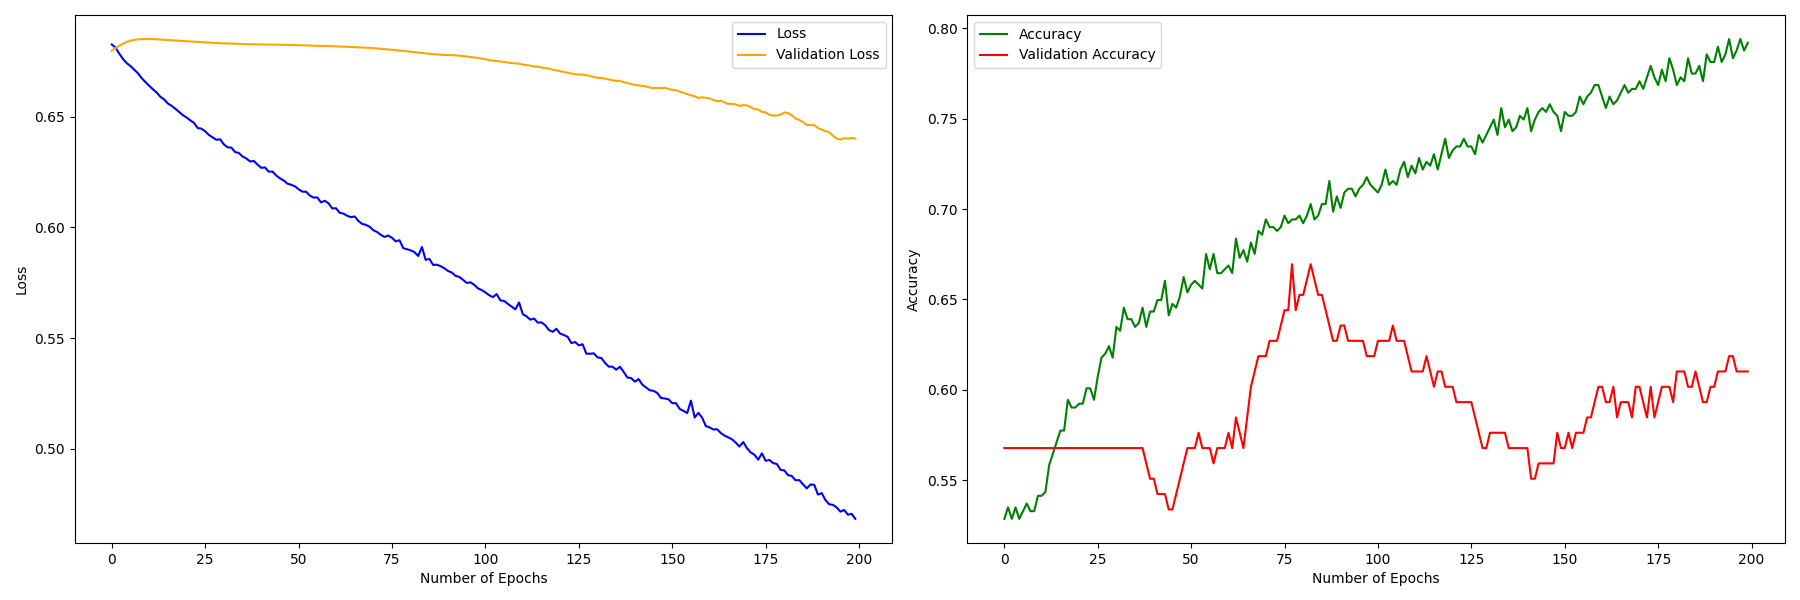 Loss
Validation Loss
0.65
0.60
0.55
0.50
Loss
0 25 50 75 100 125 150 175 200
Number of Epochs
Accuracy
Validation Accuracy
0.80
0.75
0.70
0.65
0.60
0.55
Accuracy
0 25 50 75 100 125 150 175 200
Number of Epochs